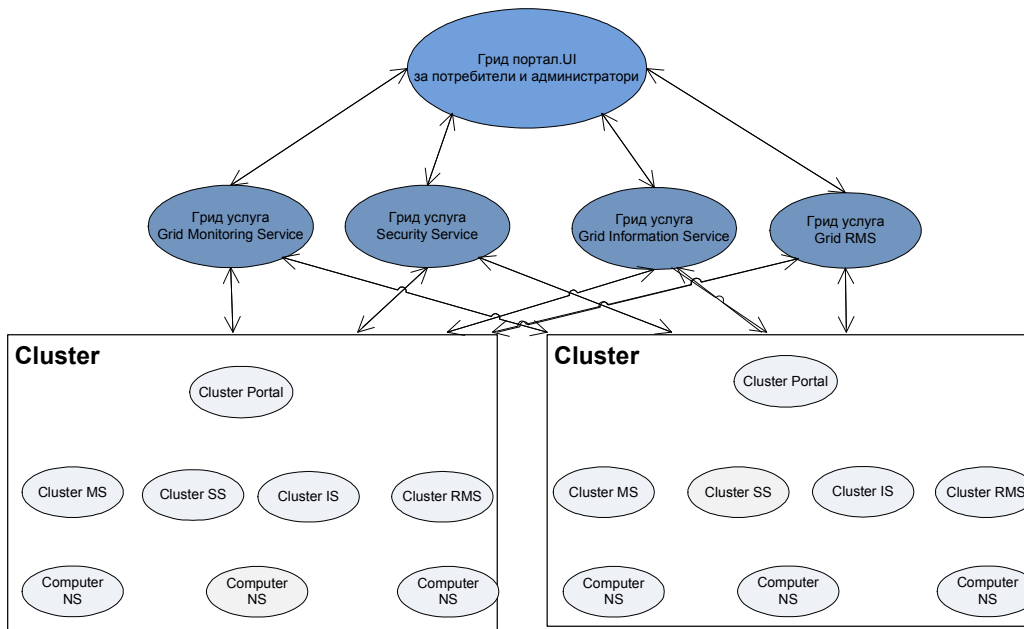 Грид портал.UI
за потребители и администратори
Грид услуга
Grid Monitoring Service
Грид услуга
Security Service
Грид услуга
Grid Information Service
Грид услуга
Grid RMS
Cluster
Cluster Portal
Cluster MS
Cluster SS
Cluster IS
Cluster RMS
Computer
NS
Computer
NS
Computer
NS
Cluster
Cluster Portal
Cluster MS
Cluster SS
Cluster IS
Cluster RMS
Computer
NS
Computer
NS
Computer
NS